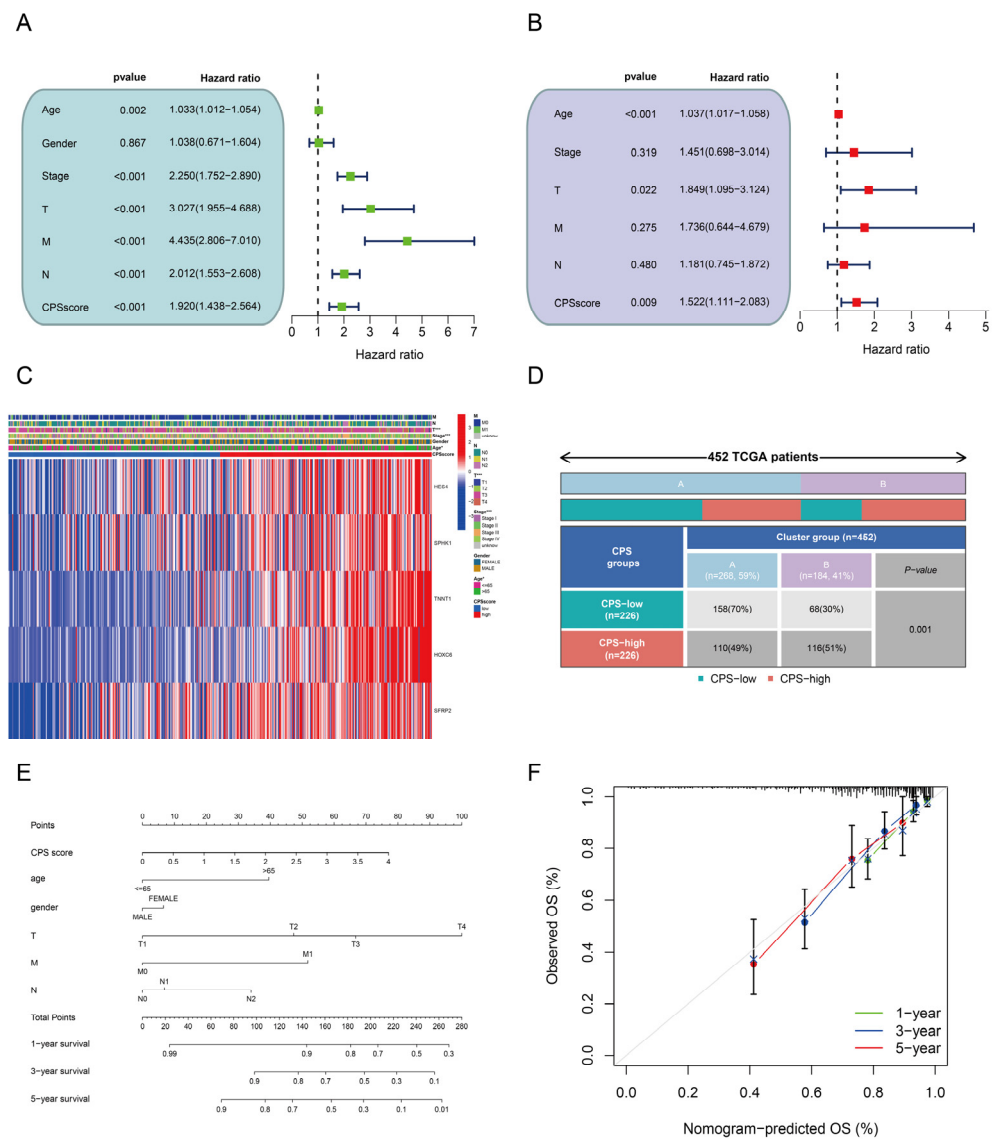 A
pvalue Hazard ratio
Age 0.002 1.033(1.012−1.054)
Gender 0.867 1.038(0.671−1.604)
Stage <0.001 2.250(1.752−2.890)
T <0.001 3.027(1.955−4.688)
M <0.001 4.435(2.806−7.010)
N <0.001 2.012(1.553−2.608)
CPSscore <0.001 1.920(1.438−2.564)
0 1 2 3 4 5 6 7
Hazard ratio
B
pvalue Hazard ratio
Age <0.001 1.037(1.017−1.058)
Stage 0.319 1.451(0.698−3.014)
T 0.022 1.849(1.095−3.124)
M 0.275 1.736(0.644−4.679)
N 0.480 1.181(0.745−1.872)
CPSscore 0.009 1.522(1.111−2.083)
0 1 2 3 4 5
Hazard ratio
C
M
N
T***
Stage***
Gender
Age*
CPSscore
HES4
SPHK1
TNNT1
HOXC6
SFRP2
M
M0
M1
unknow
N
N0
N1
N2
T***
T1
T2
T3
T4
Stage***
Stage I
Stage II
Stage III
Stage IV
unknow
Gender
FEMALE
MALE
Age*
<=65
>65
CPSscore
low
high
D
452 TCGA patients
A B
CPS groups
Cluster group (n=452)
A (n=268, 59%)
B (n=184, 41%)
P−value
CPS−low (n=226)
158(70%) 68(30%)
0.001
CPS−high (n=226)
110(49%) 116(51%)
CPS−low CPS−high
E
Points
0 10 20 30 40 50 60 70 80 90 100
CPS score
0 0.5 1 1.5 2 2.5 3 3.5 4
age
>65
<=65
gender
FEMALE
MALE
T
T2 T4
T1 T3
M
M1
M0
N
N1
N0 N2
Total Points
0 20 40 60 80 100 120 140 160 180 200 220 240 260 280
1−year survival
0.99 0.9 0.8 0.7 0.5 0.3
3−year survival
0.9 0.8 0.7 0.5 0.3 0.1
5−year survival
0.9 0.8 0.7 0.5 0.3 0.1 0.01
F
Observed OS (%)
1.0
0.8
0.6
0.4
0.2
0.0
1−year
3−year
5−year
0.0 0.2 0.4 0.6 0.8 1.0
Nomogram−predicted OS (%)